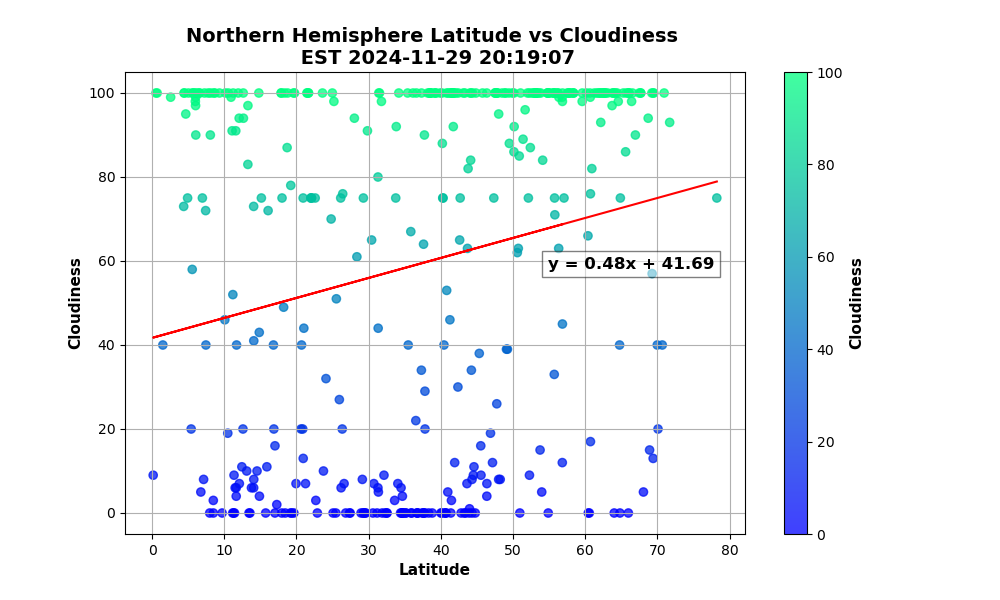 Northern Hemisphere Latitude vs Cloudiness
EST 2024-11-29 20:19:07
100
80
60
40
20
0
Cloudiness
y = 0.48x + 41.69
0 10 20 30 40 50 60 70 80
Latitude
100
80
60
40
20
0
Cloudiness